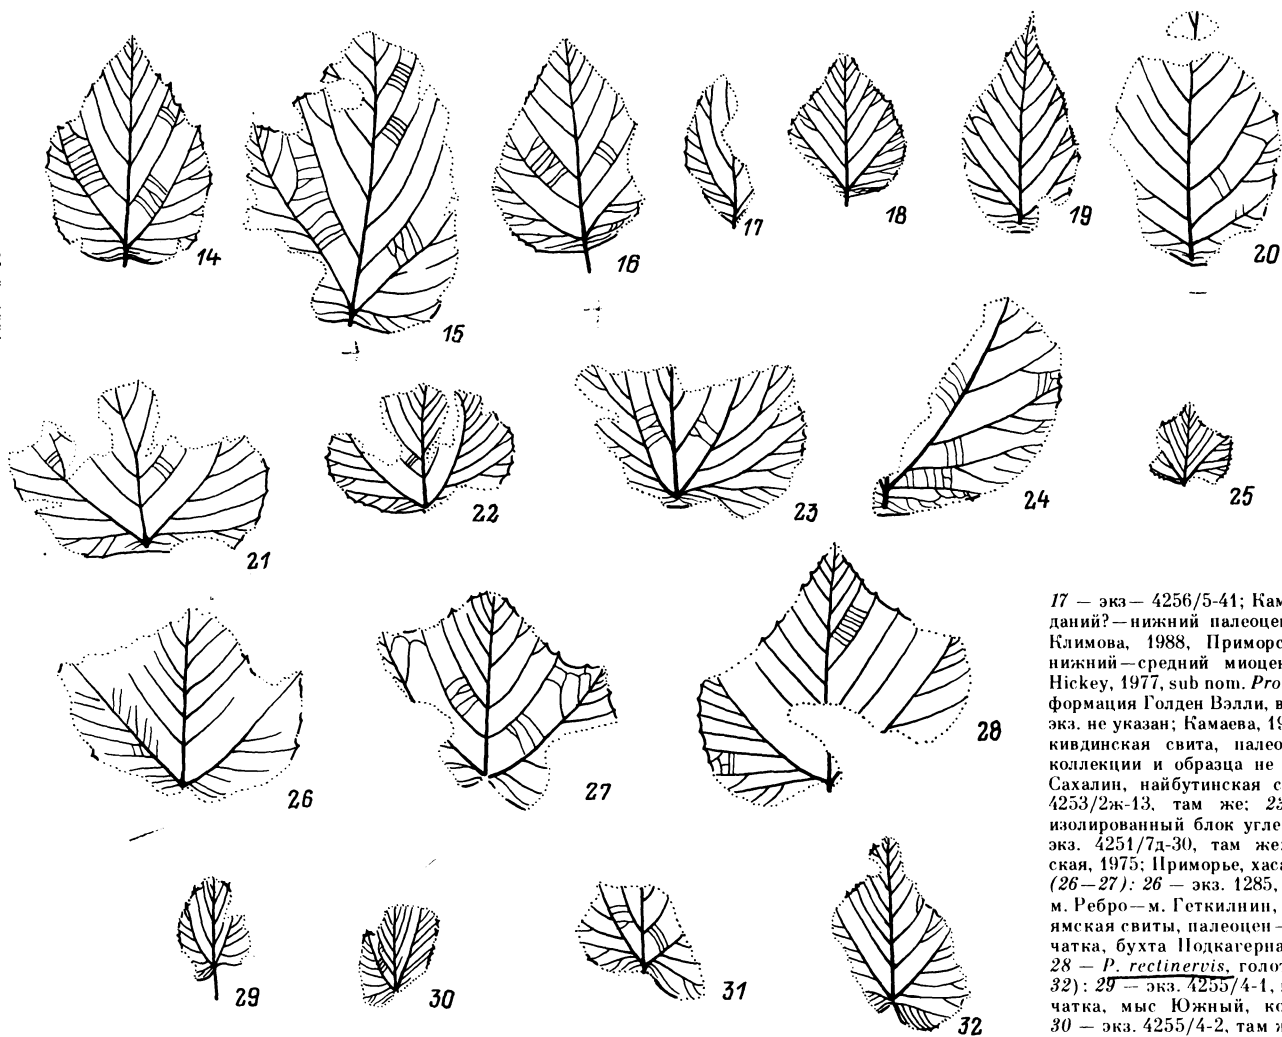 14
15
16
17
18
19
20
21
22
23
24
25
26
27
28
29
30
31
32
17 — экз— 4256/5-41; Кам
даний?—нижний палеоцен
Климова, 1988, Приморс
нижний—средний миоцен
Hickey, 1977, sub nom. Pro
формация Голден Вэлли, в
экз. не указан; Камаева, 19
кивдинская свита, палео
коллекции и образца не
Сахалин, найбутинская с
4253/2ж-13, там же; 23
изолированный блок угле
экз. 4251/7д-30, там же:
ская, 1975; Приморье, хаса
(26—27): 26 — экз. 1285,
м. Ребро—м. Геткилнин,
ямская свиты, палеоцен—
чатка, бухта Подкагерна
28 — P. rectinervis, голот
32): 29 — экз. 4255/4-1,
чатка, мыс Южный, ко
30 — экз. 4255/4-2, там ж